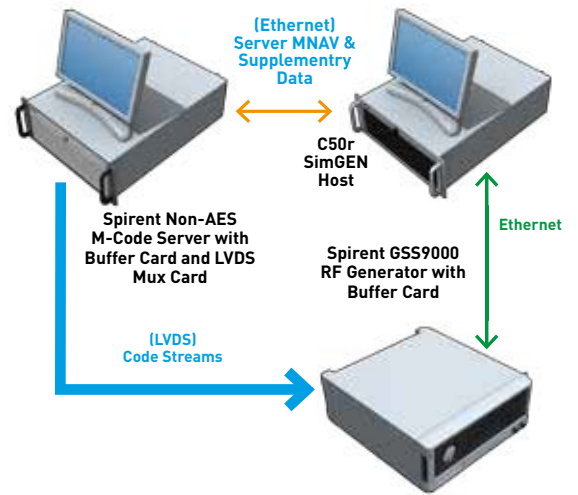 (Ethernet)
Server MNAV &
Supplementry
Data
C50r
SimGEN
Host
Spirent Non-AES
M-Code Server with
Buffer Card and LVDS
Mux Card
Ethernet
Spirent GSS9000
RF Generator with
Buffer Card
(LVDS)
Code Streams